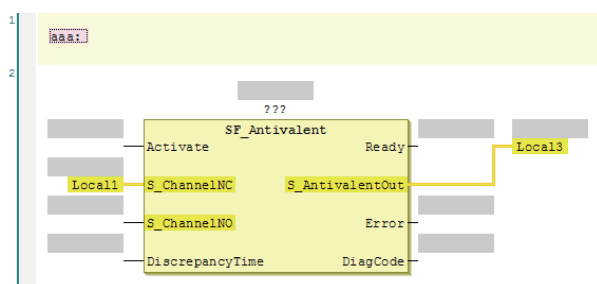 1
aaa:
2
???
SF_Antivalent
Activate Ready
Local3
Local1 S_ChannelNC S_AntivalentOut
S_ChannelNO Error
DiscrepancyTime DiagCode